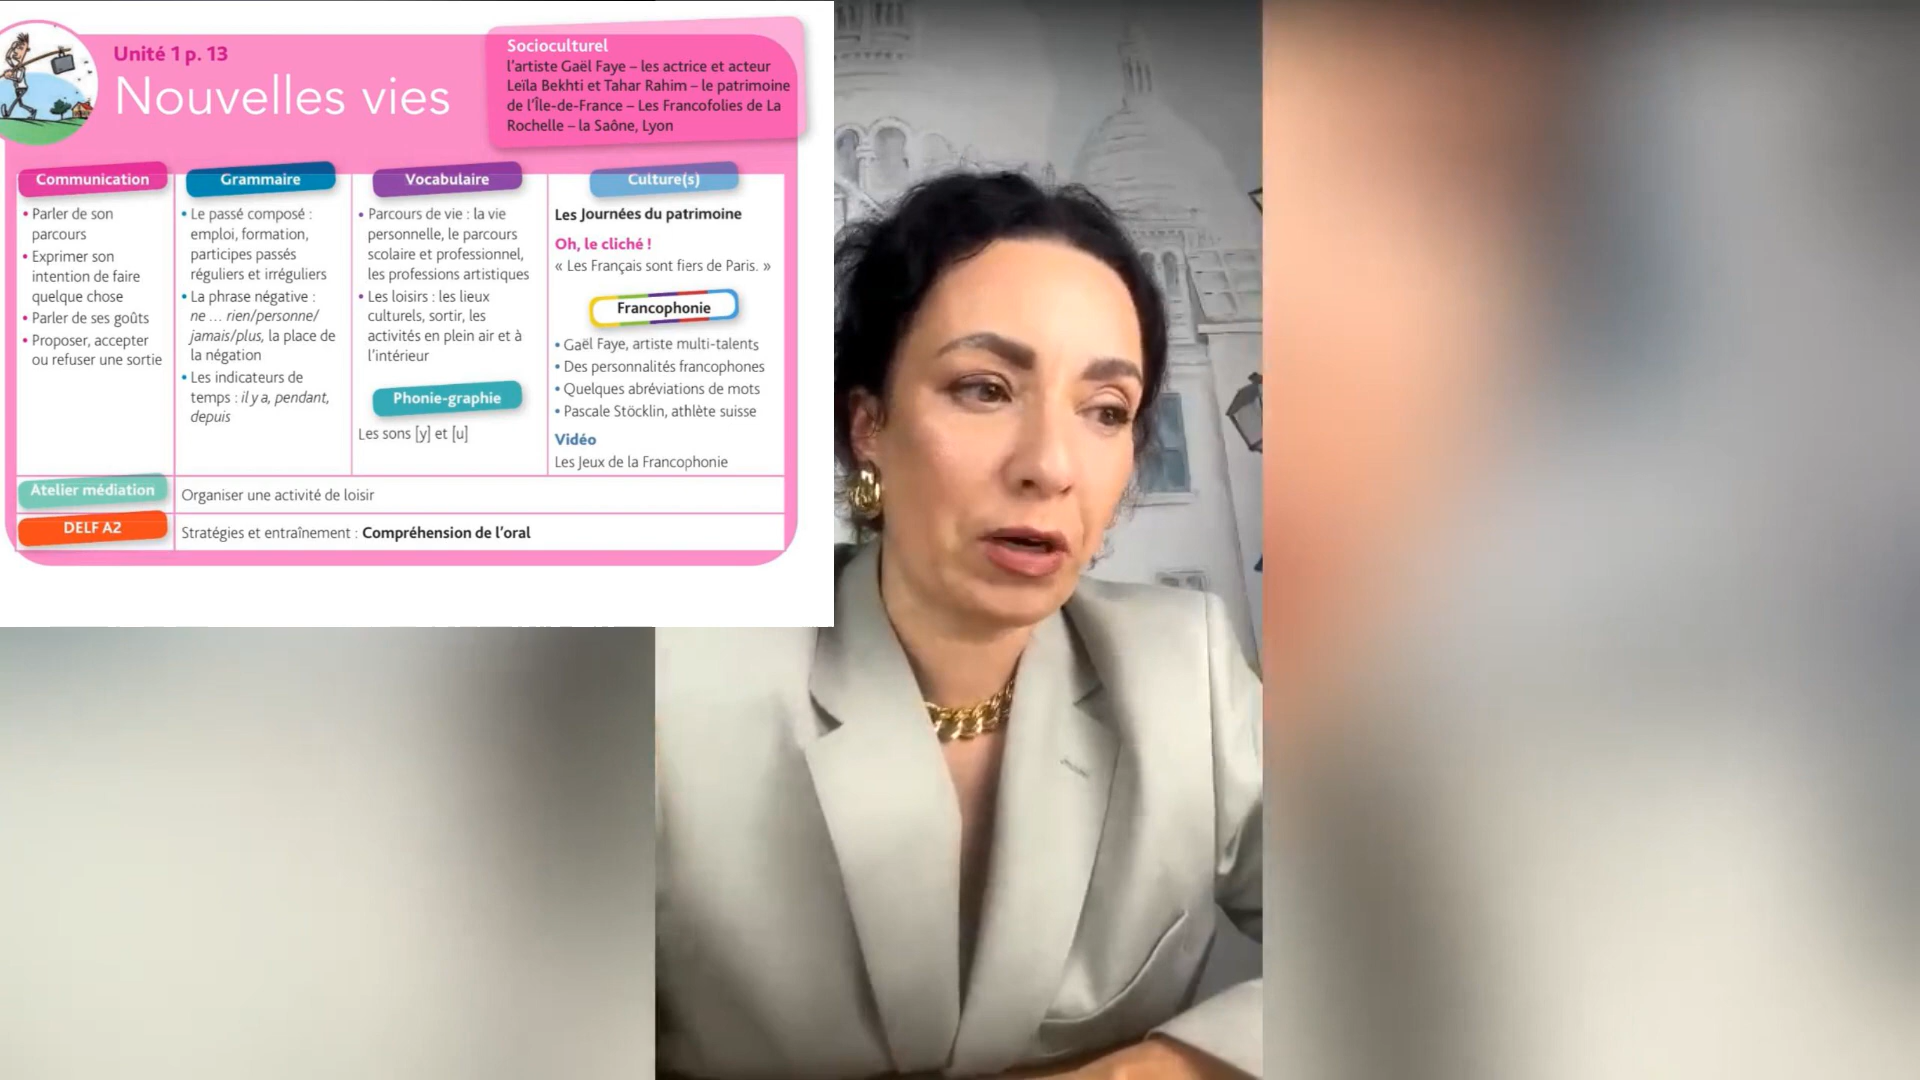 Unité 1 p. 13
Nouvelles vies
Socioculturel
l'artiste Gaël Faye – les actrice et acteur
Leïla Bekhti et Tahar Rahim – le patrimoine
de l'Île-de-France – Les Francofolies de La
Rochelle – la Saône, Lyon
Communication
• Parler de son
parcours
• Exprimer son
intention de faire
quelque chose
• Parler de ses goûts
• Proposer, accepter
ou refuser une sortie
Grammaire
• Le passé composé :
emploi, formation,
participes passés
réguliers et irréguliers
• La phrase négative :
ne ... rien/personne/
jamais/plus, la place de
la négation
• Les indicateurs de
temps : il y a, pendant,
depuis
Vocabulaire
• Parcours de vie : la vie
personnelle, le parcours
scolaire et professionnel,
les professions artistiques
• Les loisirs : les lieux
culturels, sortir, les
activités en plein air et à
l'intérieur
Phonie-graphie
Les sons [y] et [u]
Culture(s)
Les Journées du patrimoine
Oh, le cliché !
« Les Français sont fiers de Paris. »
Francophonie
• Gaël Faye, artiste multi-talents
• Des personnalités francophones
• Quelques abréviations de mots
• Pascale Stöcklin, athlète suisse
Vidéo
Les Jeux de la Francophonie
Atelier médiation
Organiser une activité de loisir
DELF A2
Stratégies et entraînement : Compréhension de l'oral